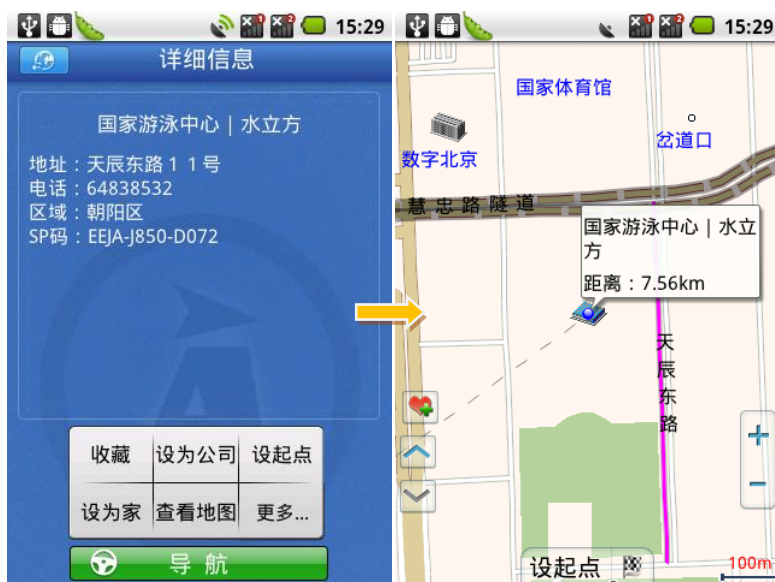 15:29
详细信息
国家游泳中心 | 水立方
地址：天辰东路１１号
电话：64838532
区域：朝阳区
SP码：EEJA-J850-D072
收藏 设为公司 设起点
设为家 查看地图 更多...
导航
15:29
国家体育馆
岔道口
数字北京
慧忠路隧道
国家游泳中心 | 水立
方
距离：7.56km
天辰东路
设起点
100m